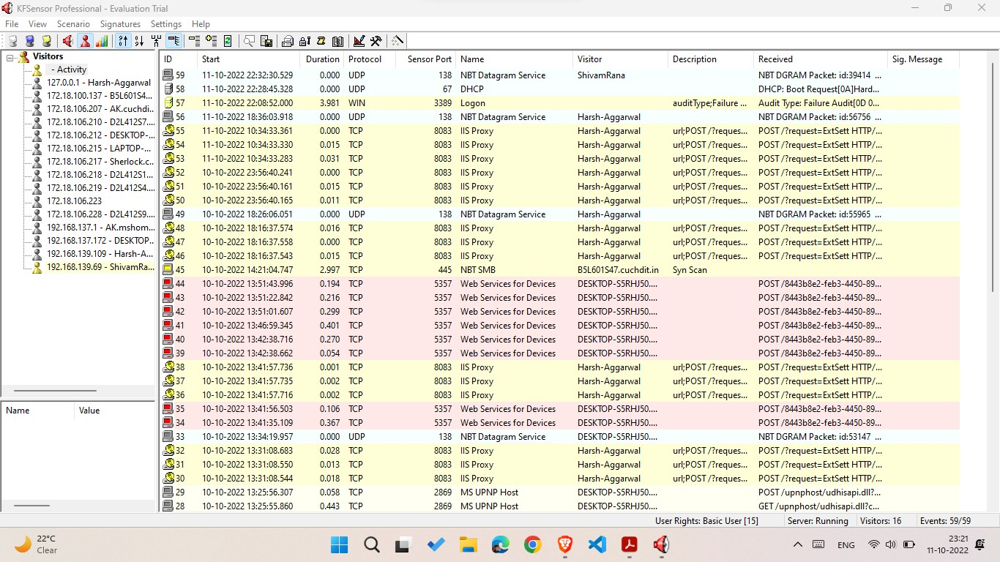 KFSensor Professional - Evaluation Trial
File View Scenario Signatures Settings Help
Visitors
- Activity
127.0.0.1 - Harsh-Aggarwal
172.18.100.137 - B5L601S4...
172.18.106.207 - AK.cuchdi...
172.18.106.210 - D2L412S7....
172.18.106.212 - DESKTOP-...
172.18.106.215 - LAPTOP-...
172.18.106.217 - Sherlock.c...
172.18.106.218 - D2L412S1...
172.18.106.219 - D2L412S4....
172.18.106.223
172.18.106.228 - D2L412S9....
192.168.137.1 - AK.mshom...
192.168.137.172 - DESKTOP...
192.168.139.109 - Harsh-A...
192.168.139.69 - ShivamRa...
Name Value
ID Start Duration Protocol Sensor Port Name Visitor Description Received Sig. Message
59 11-10-2022 22:32:30.529 0.000 UDP 138 NBT Datagram Service ShivamRana NBT DGRAM Packet: id:39414 ...
58 11-10-2022 22:28:45.328 0.000 UDP 67 DHCP DHCP: Boot Request[0A]Hard...
57 11-10-2022 22:08:52.000 3.981 WIN 3389 Logon auditType;Failure ... Audit Type: Failure Audit[0D 0...
56 11-10-2022 18:36:03.918 0.000 UDP 138 NBT Datagram Service Harsh-Aggarwal NBT DGRAM Packet: id:56756 ...
55 11-10-2022 10:34:33.361 0.000 TCP 8083 IIS Proxy Harsh-Aggarwal url;POST /?reques... POST /?request=ExtSett HTTP/...
54 11-10-2022 10:34:33.330 0.015 TCP 8083 IIS Proxy Harsh-Aggarwal url;POST /?reques... POST /?request=ExtSett HTTP/...
53 11-10-2022 10:34:33.283 0.031 TCP 8083 IIS Proxy Harsh-Aggarwal url;POST /?reques... POST /?request=ExtSett HTTP/...
52 10-10-2022 23:56:40.241 0.000 TCP 8083 IIS Proxy Harsh-Aggarwal url;POST /?reques... POST /?request=ExtSett HTTP/...
51 10-10-2022 23:56:40.161 0.015 TCP 8083 IIS Proxy Harsh-Aggarwal url;POST /?reques... POST /?request=ExtSett HTTP/...
50 10-10-2022 23:56:40.165 0.011 TCP 8083 IIS Proxy Harsh-Aggarwal url;POST /?reques... POST /?request=ExtSett HTTP/...
49 10-10-2022 18:26:06.051 0.000 UDP 138 NBT Datagram Service Harsh-Aggarwal NBT DGRAM Packet: id:55965 ...
48 10-10-2022 18:16:37.574 0.016 TCP 8083 IIS Proxy Harsh-Aggarwal url;POST /?reques... POST /?request=ExtSett HTTP/...
47 10-10-2022 18:16:37.558 0.000 TCP 8083 IIS Proxy Harsh-Aggarwal url;POST /?reques... POST /?request=ExtSett HTTP/...
46 10-10-2022 18:16:37.543 0.015 TCP 8083 IIS Proxy Harsh-Aggarwal url;POST /?reques... POST /?request=ExtSett HTTP/...
45 10-10-2022 14:21:04.747 2.997 TCP 445 NBT SMB B5L601S47.cuchdit.in Syn Scan
44 10-10-2022 13:51:43.996 0.194 TCP 5357 Web Services for Devices DESKTOP-S5RHJ50.... POST /8443b8e2-feb3-4450-89...
43 10-10-2022 13:51:22.842 0.216 TCP 5357 Web Services for Devices DESKTOP-S5RHJ50.... POST /8443b8e2-feb3-4450-89...
42 10-10-2022 13:51:01.607 0.299 TCP 5357 Web Services for Devices DESKTOP-S5RHJ50.... POST /8443b8e2-feb3-4450-89...
41 10-10-2022 13:46:59.345 0.401 TCP 5357 Web Services for Devices DESKTOP-S5RHJ50.... POST /8443b8e2-feb3-4450-89...
40 10-10-2022 13:42:38.716 0.270 TCP 5357 Web Services for Devices DESKTOP-S5RHJ50.... POST /8443b8e2-feb3-4450-89...
39 10-10-2022 13:42:38.662 0.054 TCP 5357 Web Services for Devices DESKTOP-S5RHJ50.... POST /8443b8e2-feb3-4450-89...
38 10-10-2022 13:41:57.736 0.001 TCP 8083 IIS Proxy Harsh-Aggarwal url;POST /?reques... POST /?request=ExtSett HTTP/...
37 10-10-2022 13:41:57.735 0.002 TCP 8083 IIS Proxy Harsh-Aggarwal url;POST /?reques... POST /?request=ExtSett HTTP/...
36 10-10-2022 13:41:57.716 0.002 TCP 8083 IIS Proxy Harsh-Aggarwal url;POST /?reques... POST /?request=ExtSett HTTP/...
35 10-10-2022 13:41:56.503 0.106 TCP 5357 Web Services for Devices DESKTOP-S5RHJ50.... POST /8443b8e2-feb3-4450-89...
34 10-10-2022 13:41:35.109 0.367 TCP 5357 Web Services for Devices DESKTOP-S5RHJ50.... POST /8443b8e2-feb3-4450-89...
33 10-10-2022 13:34:19.957 0.000 UDP 138 NBT Datagram Service DESKTOP-S5RHJ50.... NBT DGRAM Packet: id:53147 ...
32 10-10-2022 13:31:08.683 0.028 TCP 8083 IIS Proxy Harsh-Aggarwal url;POST /?reques... POST /?request=ExtSett HTTP/...
31 10-10-2022 13:31:08.550 0.013 TCP 8083 IIS Proxy Harsh-Aggarwal url;POST /?reques... POST /?request=ExtSett HTTP/...
30 10-10-2022 13:31:08.544 0.018 TCP 8083 IIS Proxy Harsh-Aggarwal url;POST /?reques... POST /?request=ExtSett HTTP/...
29 10-10-2022 13:25:56.307 0.058 TCP 2869 MS UPNP Host DESKTOP-S5RHJ50.... POST /upnphost/udhisapi.dll?...
28 10-10-2022 13:25:55.860 0.443 TCP 2869 MS UPNP Host DESKTOP-S5RHJ50.... GET /upnphost/udhisapi.dll?c...
User Rights: Basic User [15] Server: Running Visitors: 16 Events: 59/59
22°C
Clear
ENG
23:21
11-10-2022